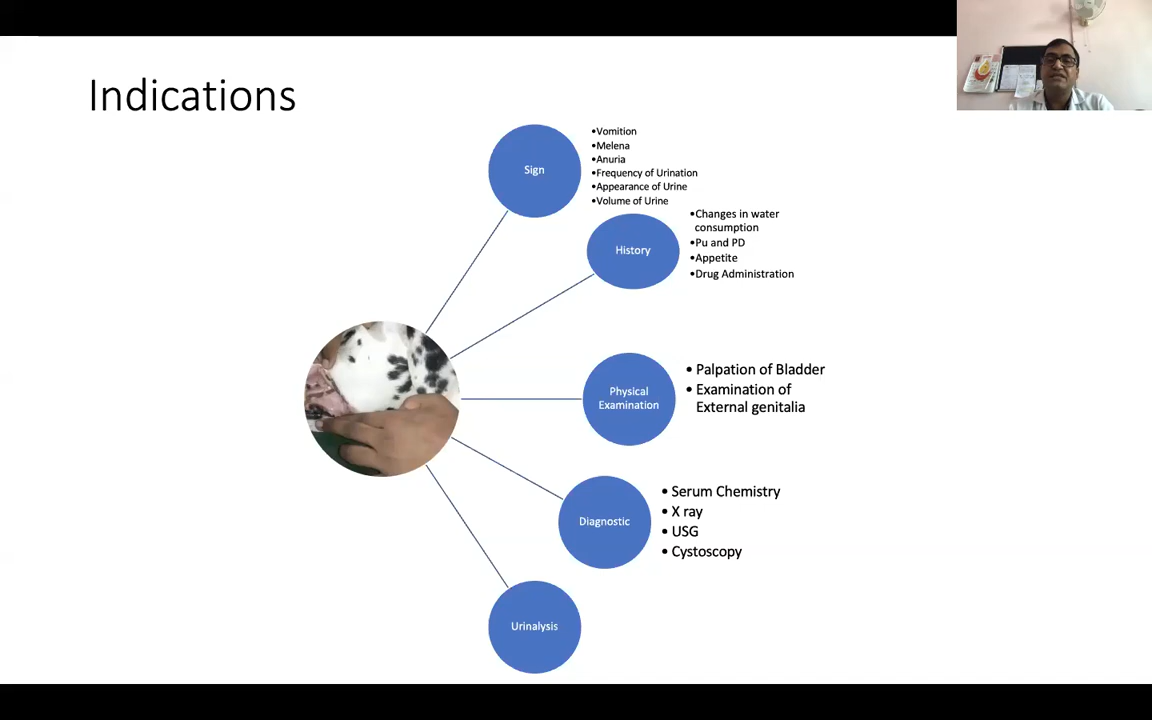 Indications
Sign
•Vomition
•Melena
•Anuria
•Frequency of Urination
•Appearance of Urine
•Volume of Urine
History
•Changes in water
consumption
•Pu and PD
•Appetite
•Drug Administration
Physical
Examination
• Palpation of Bladder
• Examination of
External genitalia
Diagnostic
• Serum Chemistry
• X ray
• USG
• Cystoscopy
Urinalysis